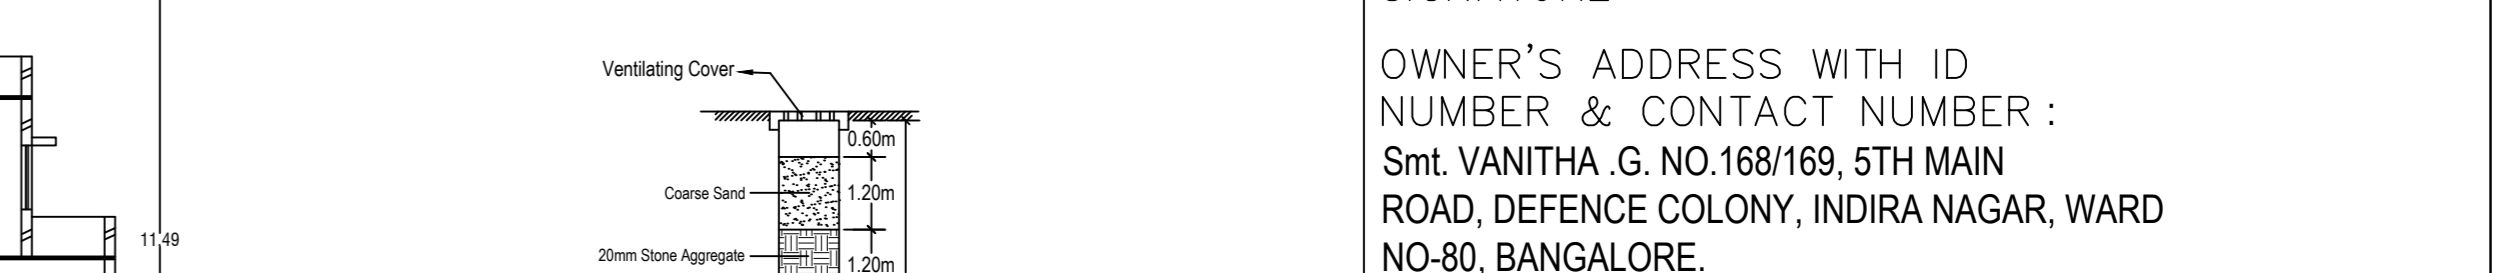 Ventilating Cover
0.60m
Coarse Sand
1.20m
20mm Stone Aggregate
1.20m
11.49
OWNER'S ADDRESS WITH ID
NUMBER & CONTACT NUMBER :
Smt. VANITHA .G. NO.168/169, 5TH MAIN
ROAD, DEFENCE COLONY, INDIRA NAGAR, WARD
NO-80, BANGALORE.